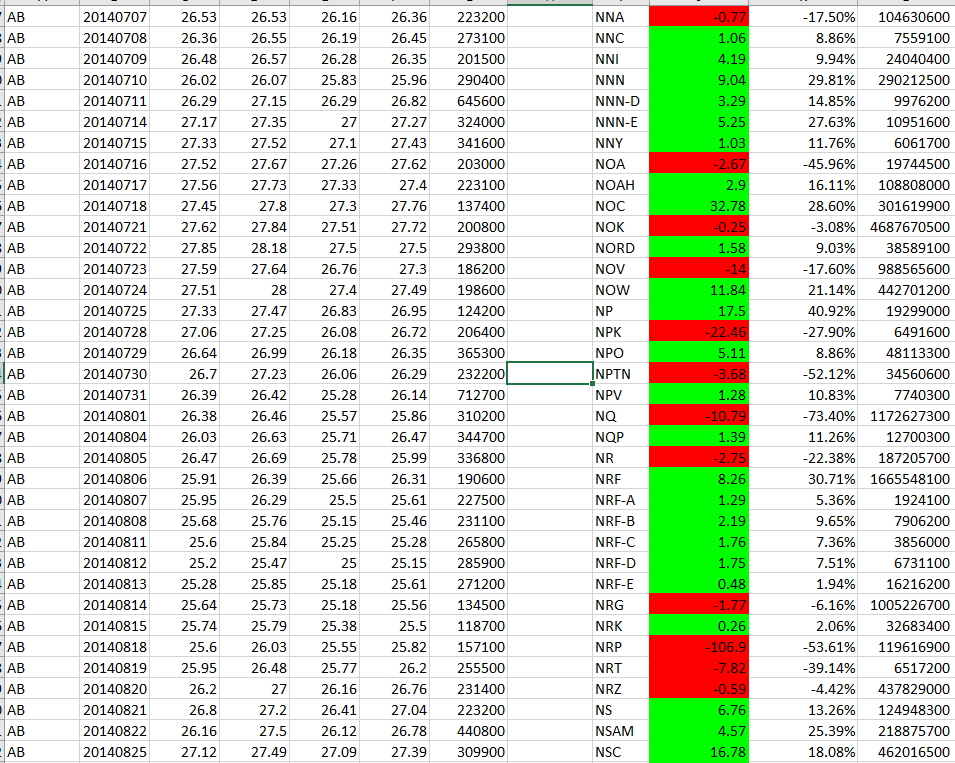 AB 20140707 26.53 26.53 26.16 26.36 223200 NNA -0.77 -17.50% 104630600
AB 20140708 26.36 26.55 26.19 26.45 273100 NNC 1.06 8.86% 7559100
AB 20140709 26.48 26.57 26.28 26.35 201500 NNI 4.19 9.94% 24040400
AB 20140710 26.02 26.07 25.83 25.96 290400 NNN 9.04 29.81% 290212500
AB 20140711 26.29 27.15 26.29 26.82 645600 NNN-D 3.29 14.85% 9976200
AB 20140714 27.17 27.35 27 27.27 324000 NNN-E 5.25 27.63% 10951600
AB 20140715 27.33 27.52 27.1 27.43 341600 NNY 1.03 11.76% 6061700
AB 20140716 27.52 27.67 27.26 27.62 203000 NOA -2.67 -45.96% 19744500
AB 20140717 27.56 27.73 27.33 27.4 223100 NOAH 2.9 16.11% 108808000
AB 20140718 27.45 27.8 27.3 27.76 137400 NOC 32.78 28.60% 301619900
AB 20140721 27.62 27.84 27.51 27.72 200800 NOK -0.25 -3.08% 4687670500
AB 20140722 27.85 28.18 27.5 27.5 293800 NORD 1.58 9.03% 38589100
AB 20140723 27.59 27.64 26.76 27.3 186200 NOV -14 -17.60% 988565600
AB 20140724 27.51 28 27.4 27.49 198600 NOW 11.84 21.14% 442701200
AB 20140725 27.33 27.47 26.83 26.95 124200 NP 17.5 40.92% 19299000
AB 20140728 27.06 27.25 26.08 26.72 206400 NPK -22.46 -27.90% 6491600
AB 20140729 26.64 26.99 26.18 26.35 365300 NPO 5.11 8.86% 48113300
AB 20140730 26.7 27.23 26.06 26.29 232200 NPTN -3.68 -52.12% 34560600
AB 20140731 26.39 26.42 25.28 26.14 712700 NPV 1.28 10.83% 7740300
AB 20140801 26.38 26.46 25.57 25.86 310200 NQ -10.79 -73.40% 1172627300
AB 20140804 26.03 26.63 25.71 26.47 344700 NQP 1.39 11.26% 12700300
AB 20140805 26.47 26.69 25.78 25.99 336800 NR -2.75 -22.38% 187205700
AB 20140806 25.91 26.39 25.66 26.31 190600 NRF 8.26 30.71% 1665548100
AB 20140807 25.95 26.29 25.5 25.61 227500 NRF-A 1.29 5.36% 1924100
AB 20140808 25.68 25.76 25.15 25.46 231100 NRF-B 2.19 9.65% 7906200
AB 20140811 25.6 25.84 25.25 25.28 265800 NRF-C 1.76 7.36% 3856000
AB 20140812 25.2 25.47 25 25.15 285900 NRF-D 1.75 7.51% 6731100
AB 20140813 25.28 25.85 25.18 25.61 271200 NRF-E 0.48 1.94% 16216200
AB 20140814 25.64 25.73 25.18 25.56 134500 NRG -1.77 -6.16% 1005226700
AB 20140815 25.74 25.79 25.38 25.5 118700 NRK 0.26 2.06% 32683400
AB 20140818 25.6 26.03 25.55 25.82 157100 NRP -106.9 -53.61% 119616900
AB 20140819 25.95 26.48 25.77 26.2 255500 NRT -7.82 -39.14% 6517200
AB 20140820 26.2 27 26.16 26.76 231400 NRZ -0.59 -4.42% 437829000
AB 20140821 26.8 27.2 26.41 27.04 223200 NS 6.76 13.26% 124948300
AB 20140822 26.16 27.5 26.12 26.78 440800 NSAM 4.57 25.39% 218875700
AB 20140825 27.12 27.49 27.09 27.39 309900 NSC 16.78 18.08% 462016500